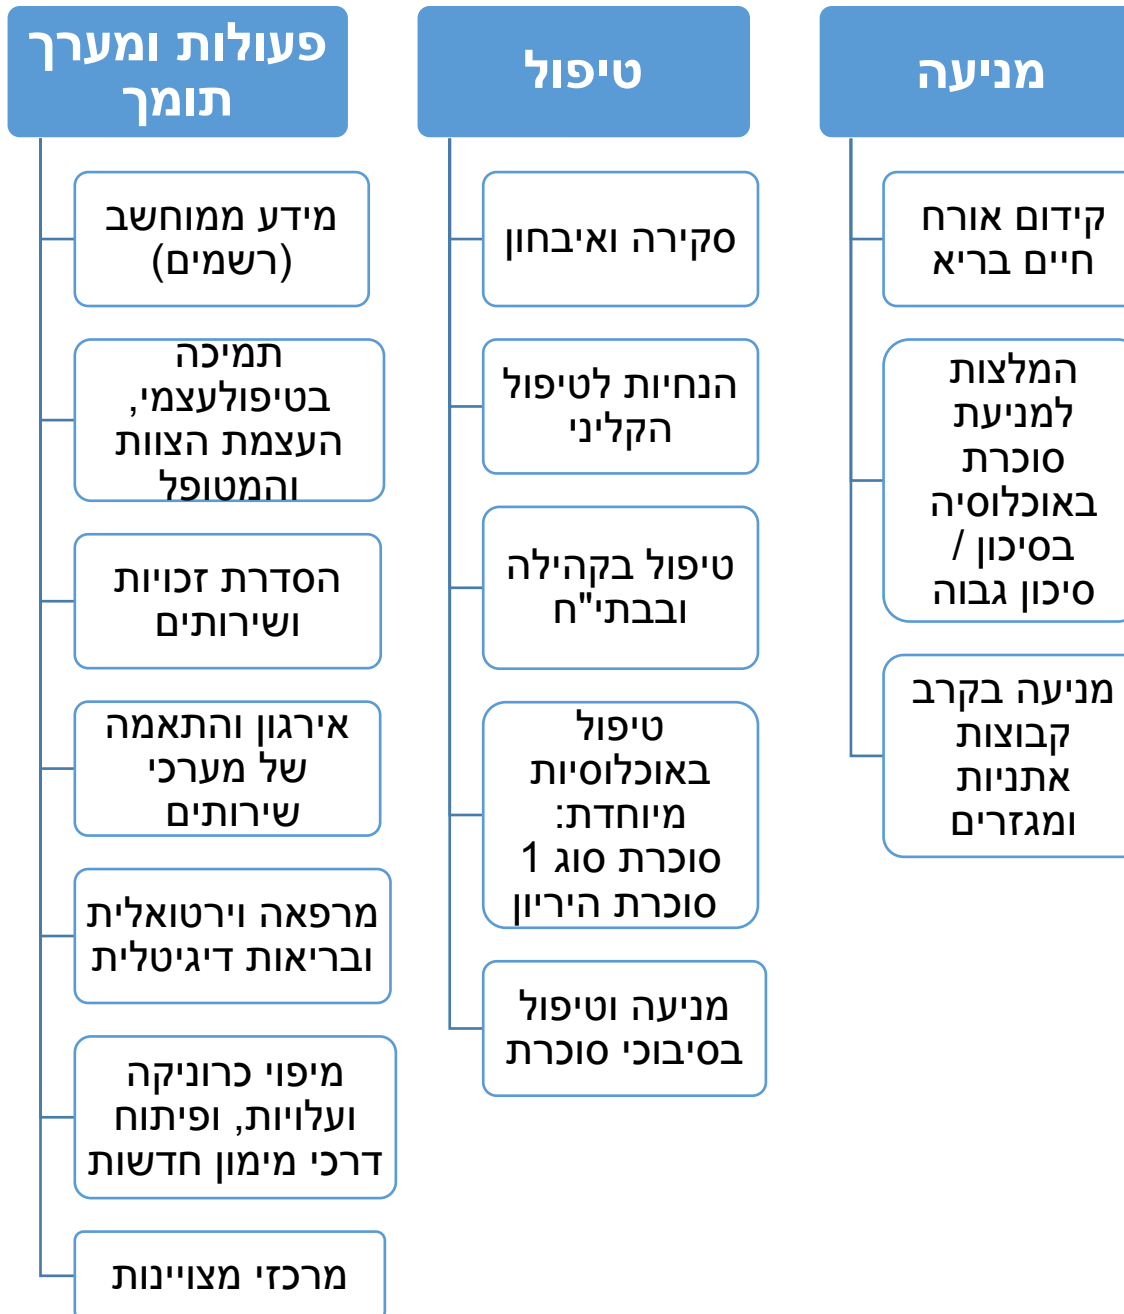 מניעה
קידום אורח
חיים בריא
המלצות
למניעת
סוכרת
באוכלוסיה
בסיכון /
סיכון גבוה
מניעה בקרב
קבוצות
אתניות
ומגזרים
טיפול
סקירה ואיבחון
הנחיות לטיפול
הקליני
טיפול בקהילה
ובבתי"ח
טיפול
באוכלוסיות
מיוחדת:
סוכרת סוג 1
סוכרת היריון
מניעה וטיפול
בסיבוכי סוכרת
פעולות ומערך
תומך
מידע ממוחשב
(רשמים)
תמיכה
בטיפולעצמי,
העצמת הצוות
והמטופל
הסדרת זכויות
ושירותים
אירגון והתאמה
של מערכי
שירותים
מרפאה וירטואלית
ובריאות דיגיטלית
מיפוי כרוניקה
ועלויות, ופיתוח
דרכי מימון חדשות
מרכזי מצויינות